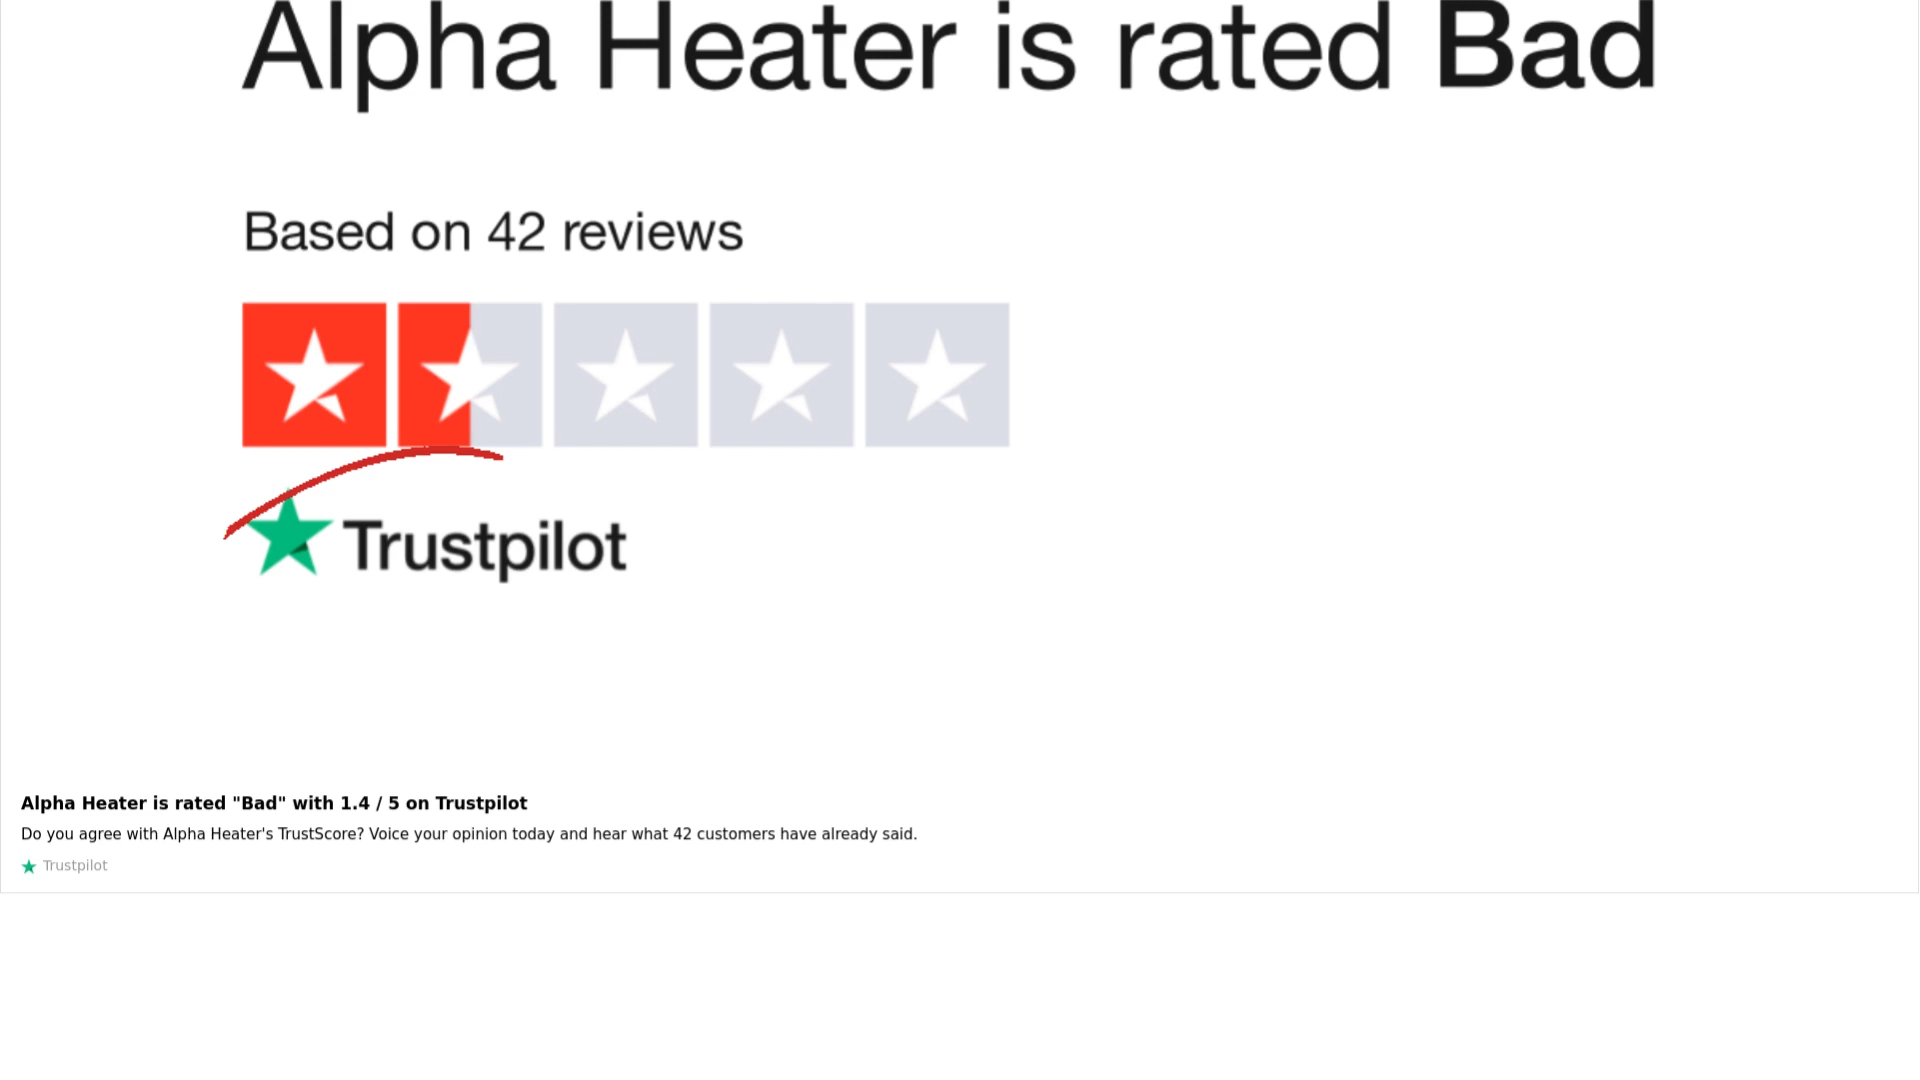 Alpha Heater is rated Bad
Based on 42 reviews
Trustpilot
Alpha Heater is rated "Bad" with 1.4 / 5 on Trustpilot
Do you agree with Alpha Heater's TrustScore? Voice your opinion today and hear what 42 customers have already said.
Trustpilot